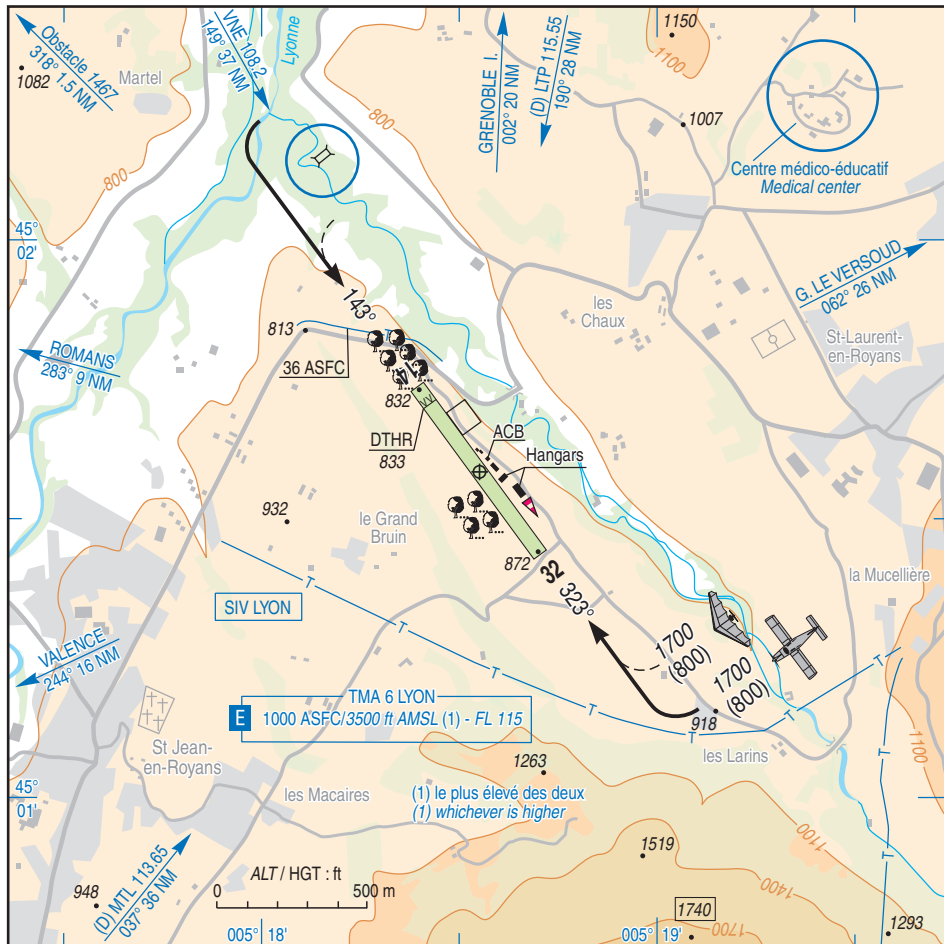 Obstacle 1467
318° 1.5 NM
1082
Martel
800
VNE 108.2
149° 37 NM
Lyonne
GRENOBLE I.
002° 20 NM
(D) LTP 115.55
190° 28 NM
1150
1100
1007
800
Centre médico-éducatif
Medical center
45°
02'
G. LE VERSOUD
062° 26 NM
143°
les
Chaux
St-Laurent-
en-Royans
813
36 ASFC
ROMANS
283° 9 NM
14
832
DTHR
833
ACB
Hangars
932
le Grand
Bruin
872
32
323°
la Mucellière
SIV LYON
T
T
T
T
T
T
T
T
VALENCE
244° 16 NM
1700
(800)
1700
(800)
TMA 6 LYON
E
1000 ASFC/3500 ft AMSL (1) - FL 115
918
les Larins
1100
St Jean-
en-Royans
1263
45°
01'
les Macaires
(1) le plus élevé des deux
(1) whichever is higher
1100
1519
1400
(D) MTL 113.65
037° 36 NM
948
ALT / HGT : ft
0
500 m
1740
1700
1293
005° 18'
005° 19'